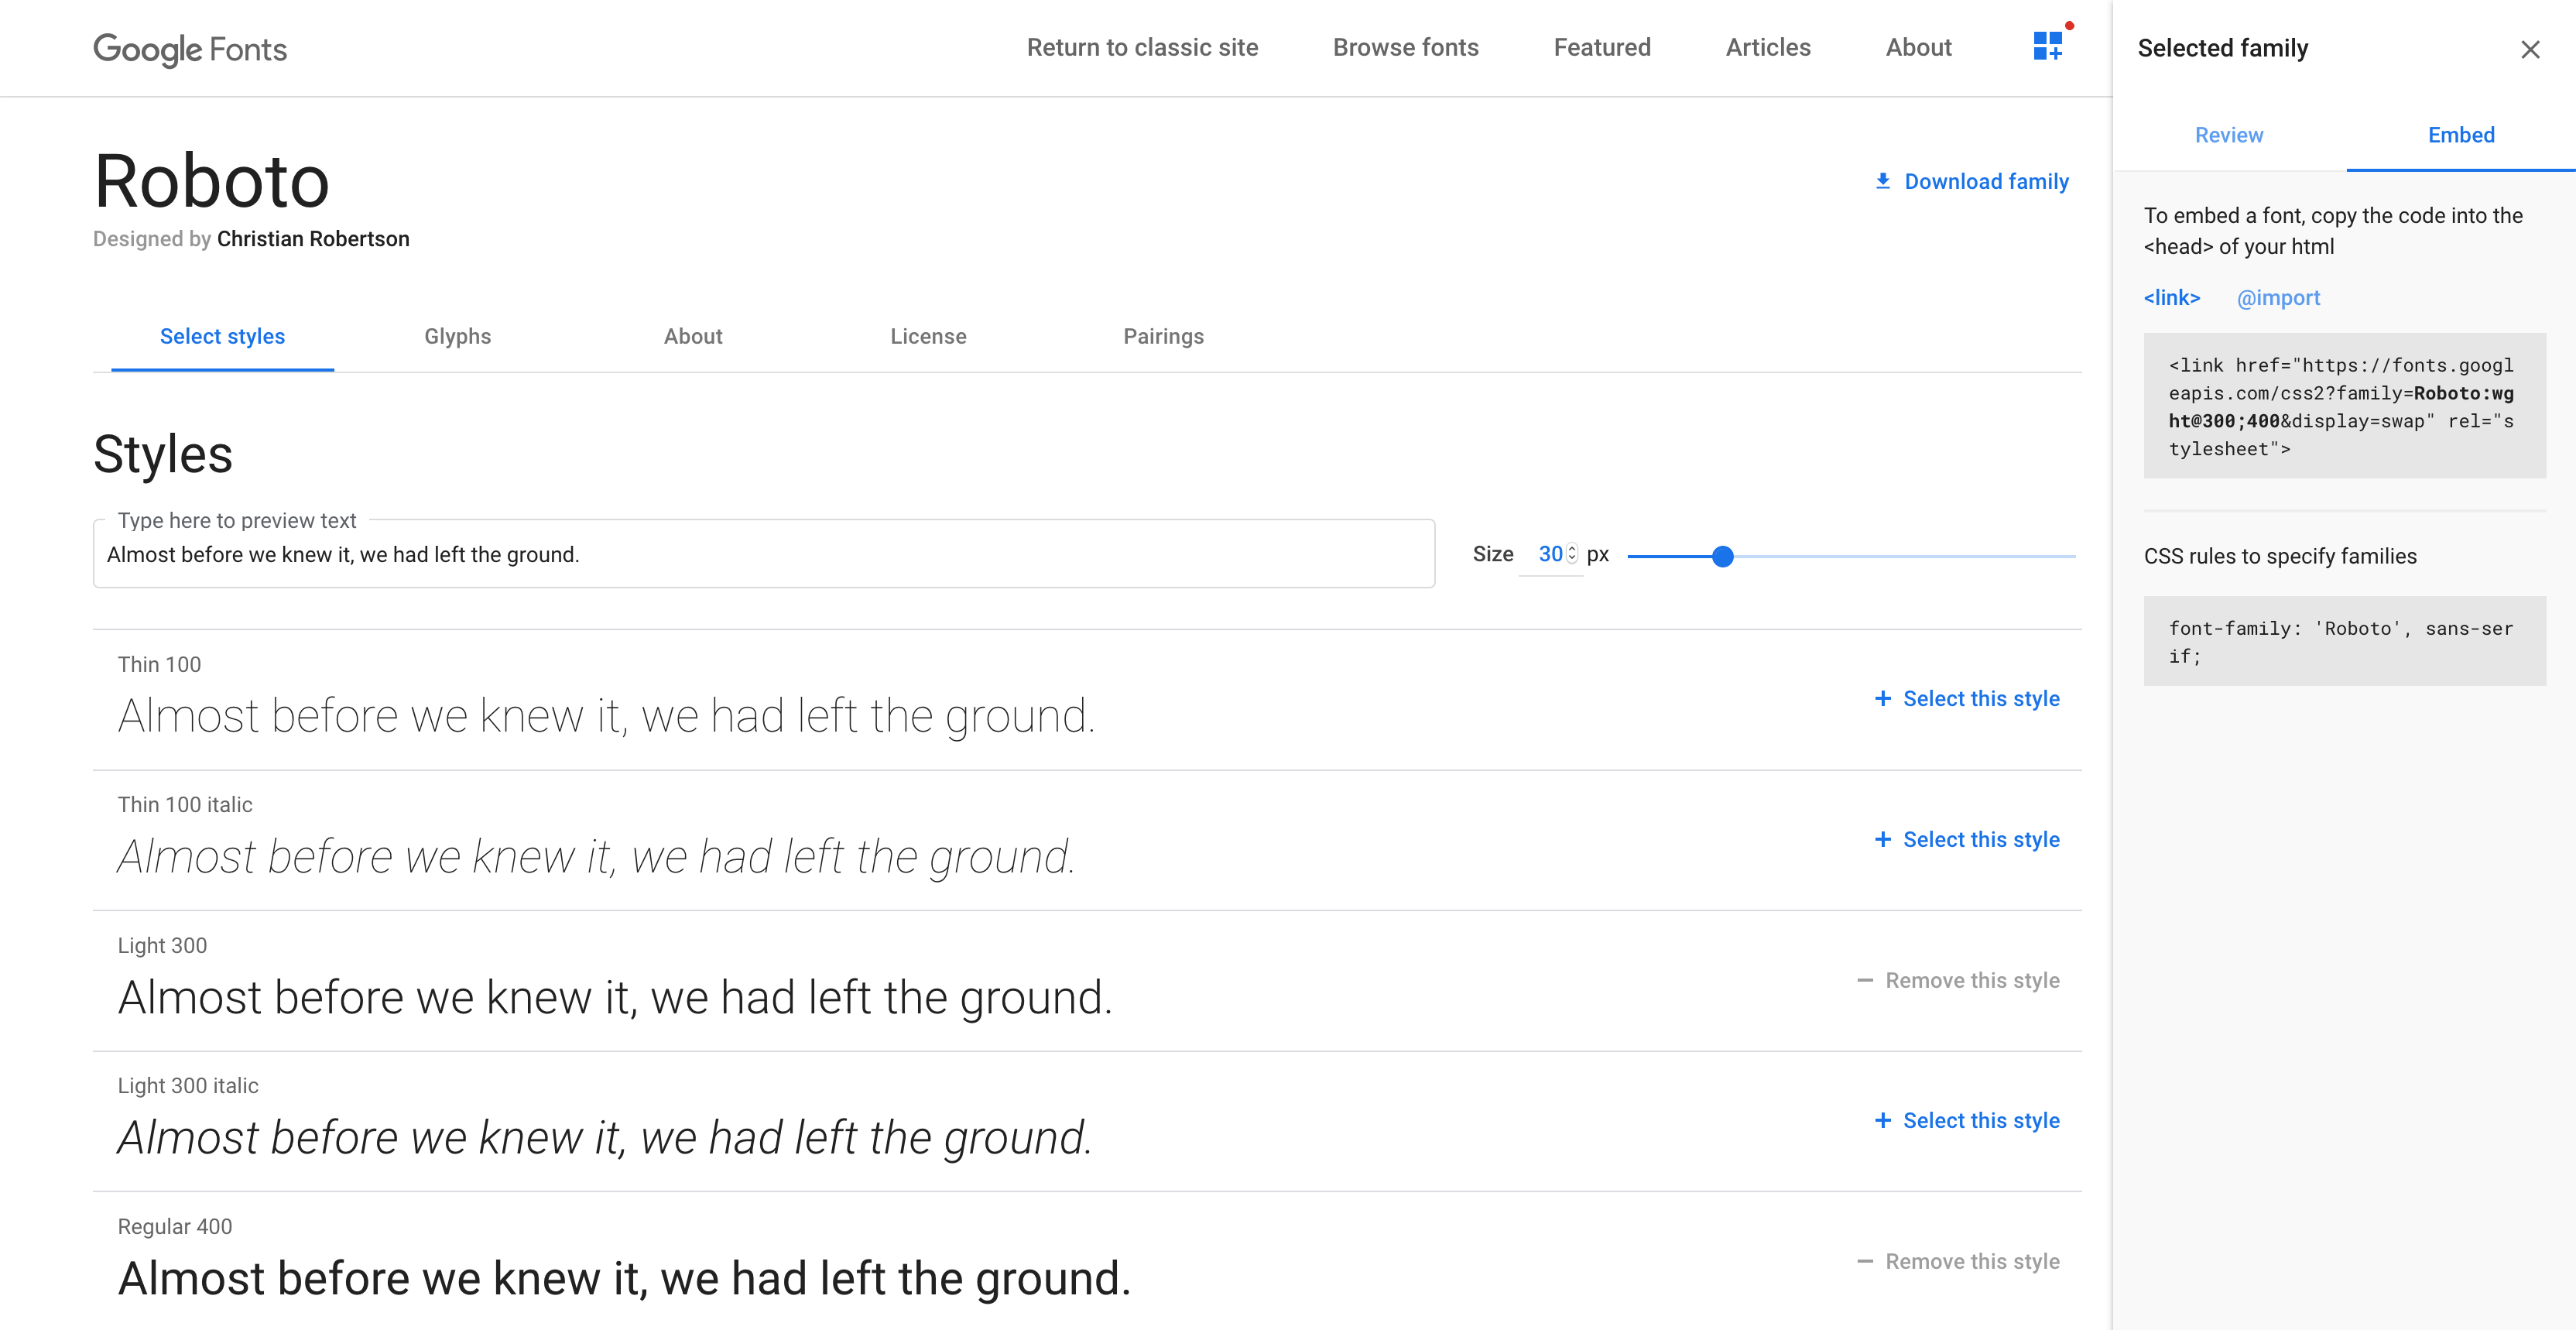 Google Fonts
Return to classic site
Browse fonts
Featured
Articles
About
Roboto
Designed by Christian Robertson
Download family
Select styles
Glyphs
About
License
Pairings
Styles
Type here to preview text
Almost before we knew it, we had left the ground.
Size 30 px
Thin 100
Almost before we knew it, we had left the ground.
+ Select this style
Thin 100 italic
Almost before we knew it, we had left the ground.
+ Select this style
Light 300
Almost before we knew it, we had left the ground.
— Remove this style
Light 300 italic
Almost before we knew it, we had left the ground.
+ Select this style
Regular 400
Almost before we knew it, we had left the ground.
— Remove this style
Selected family
Review
Embed
To embed a font, copy the code into the
<head> of your html
<link>
@import
<link href="https://fonts.googl
eapis.com/css2?family=Roboto:wg
ht@300;400&display=swap" rel="s
tylesheet">
CSS rules to specify families
font-family: 'Roboto', sans-ser
if;